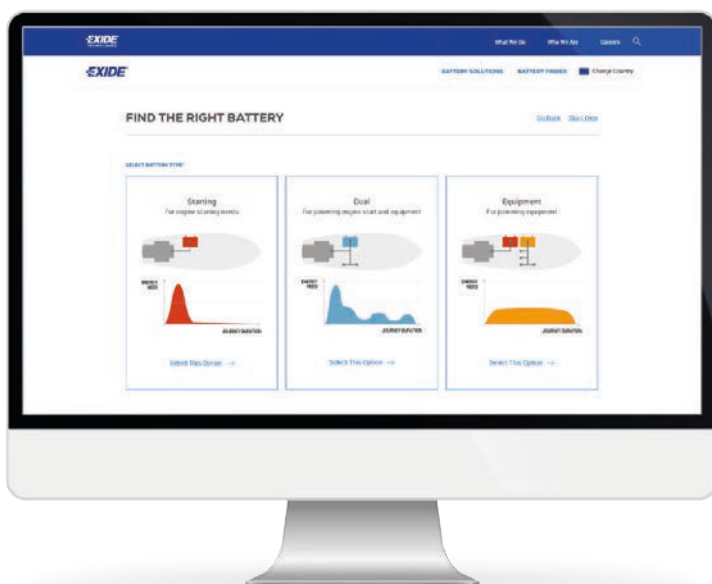 EXIDE
TECHNOLOGIES
What We Do
Who We Are
Careers
EXIDE
BATTERY SOLUTIONS
BATTERY FINDER
Change Country
FIND THE RIGHT BATTERY
Go Back
Start Over
SELECT BATTERY TYPE
Starting
For engine starting needs
ENERGY
NEED
JOURNEY DURATION
Select This Option
Dual
For powering engine start and equipment
ENERGY
NEED
JOURNEY DURATION
Select This Option
Equipment
For powering equipment
ENERGY
NEED
JOURNEY DURATION
Select This Option